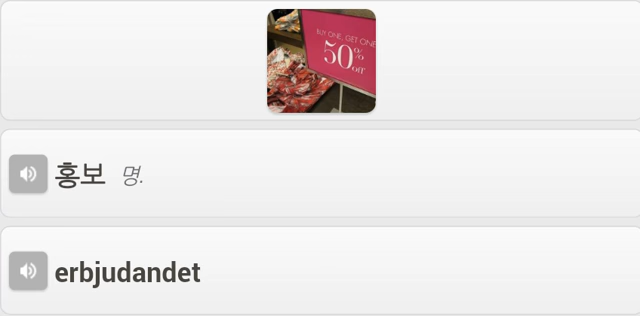 BUY ONE, GET ONE
50%
off
홍보 명.
erbjudandet